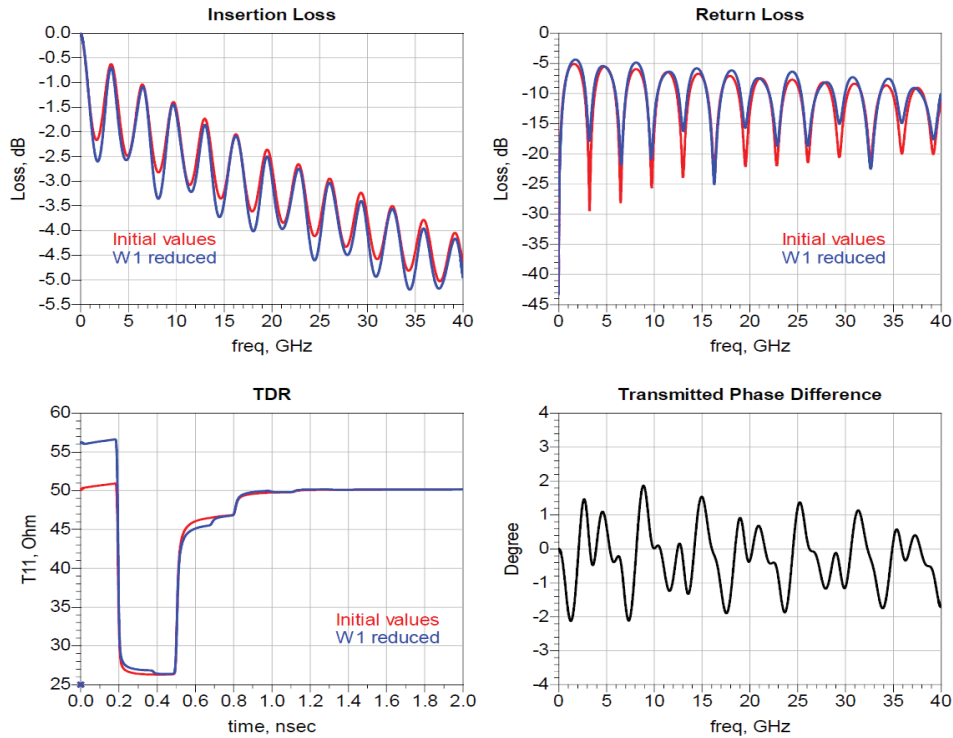 Insertion Loss
0.0
-0.5
-1.0
-1.5
-2.0
-2.5
-3.0
-3.5
-4.0
-4.5
-5.0
-5.5
Loss, dB
Initial values
W1 reduced
0 5 10 15 20 25 30 35 40
freq, GHz
Return Loss
0
-5
-10
-15
-20
-25
-30
-35
-40
-45
Loss, dB
Initial values
W1 reduced
0 5 10 15 20 25 30 35 40
freq, GHz
TDR
60
55
50
45
40
35
30
25
T11, Ohm
Initial values
W1 reduced
0.0 0.2 0.4 0.6 0.8 1.0 1.2 1.4 1.6 1.8 2.0
time, nsec
Transmitted Phase Difference
4
3
2
1
0
-1
-2
-3
-4
Degree
0 5 10 15 20 25 30 35 40
freq, GHz